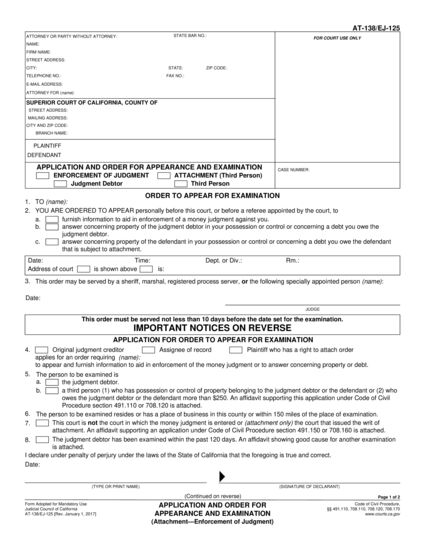 AT-138/EJ-125
ATTORNEY OR PARTY WITHOUT ATTORNEY: STATE BAR NO.: FOR COURT USE ONLY
NAME:
FIRM NAME:
STREET ADDRESS:
CITY: STATE: ZIP CODE:
TELEPHONE NO.: FAX NO.:
E-MAIL ADDRESS:
ATTORNEY FOR (name):
SUPERIOR COURT OF CALIFORNIA, COUNTY OF
STREET ADDRESS:
MAILING ADDRESS:
CITY AND ZIP CODE:
BRANCH NAME:
PLAINTIFF
DEFENDANT
APPLICATION AND ORDER FOR APPEARANCE AND EXAMINATION CASE NUMBER:
ENFORCEMENT OF JUDGMENT ATTACHMENT (Third Person)
Judgment Debtor Third Person
ORDER TO APPEAR FOR EXAMINATION
1. TO (name):
2. YOU ARE ORDERED TO APPEAR personally before this court, or before a referee appointed by the court, to
a. furnish information to aid in enforcement of a money judgment against you.
b. answer concerning property of the judgment debtor in your possession or control or concerning a debt you owe the
judgment debtor.
c. answer concerning property of the defendant in your possession or control or concerning a debt you owe the defendant
that is subject to attachment.
Date: Time: Dept. or Div.: Rm.:
Address of court is shown above is:
3. This order may be served by a sheriff, marshal, registered process server, or the following specially appointed person (name):
Date:
JUDGE
This order must be served not less than 10 days before the date set for the examination.
IMPORTANT NOTICES ON REVERSE
APPLICATION FOR ORDER TO APPEAR FOR EXAMINATION
4. Original judgment creditor Assignee of record Plaintiff who has a right to attach order
applies for an order requiring (name):
to appear and furnish information to aid in enforcement of the money judgment or to answer concerning property or debt.
5. The person to be examined is
a. the judgment debtor.
b. a third person (1) who has possession or control of property belonging to the judgment debtor or the defendant or (2) who
owes the judgment debtor or the defendant more than $250. An affidavit supporting this application under Code of Civil
Procedure section 491.110 or 708.120 is attached.
6. The person to be examined resides or has a place of business in this county or within 150 miles of the place of examination.
7. This court is not the court in which the money judgment is entered or (attachment only) the court that issued the writ of
attachment. An affidavit supporting an application under Code of Civil Procedure section 491.150 or 708.160 is attached.
8. The judgment debtor has been examined within the past 120 days. An affidavit showing good cause for another examination
is attached.
I declare under penalty of perjury under the laws of the State of California that the foregoing is true and correct.
Date:
(TYPE OR PRINT NAME) (SIGNATURE OF DECLARANT)
(Continued on reverse) Page 1 of 2
Form Adopted for Mandatory Use
Judicial Council of California
AT-138/EJ-125 [Rev. January 1, 2017]
APPLICATION AND ORDER FOR
APPEARANCE AND EXAMINATION
(Attachment—Enforcement of Judgment)
Code of Civil Procedure,
§§ 491.110, 708.110, 708.120, 708.170
www.courts.ca.gov